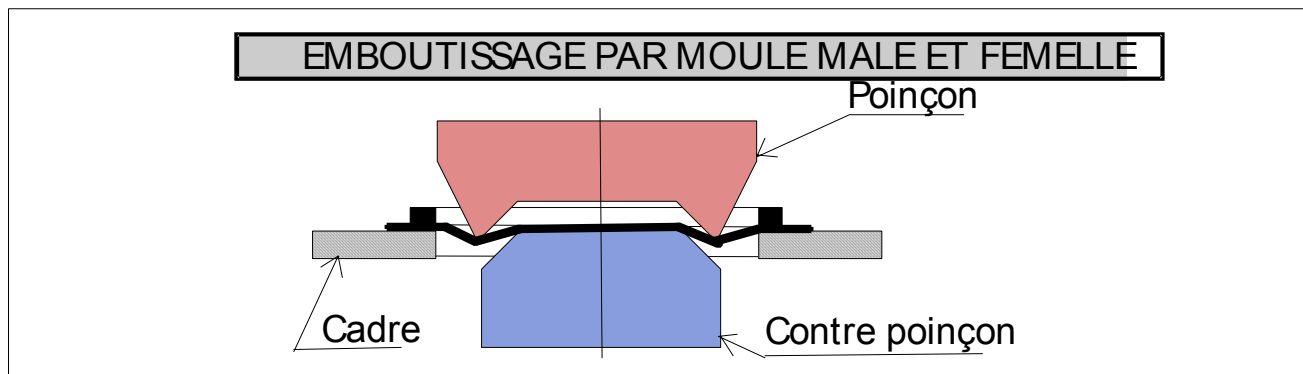 EMBOUTISSAGE PAR MOULE MALE ET FEMELLE
Poinçon
Cadre
Contre poinçon